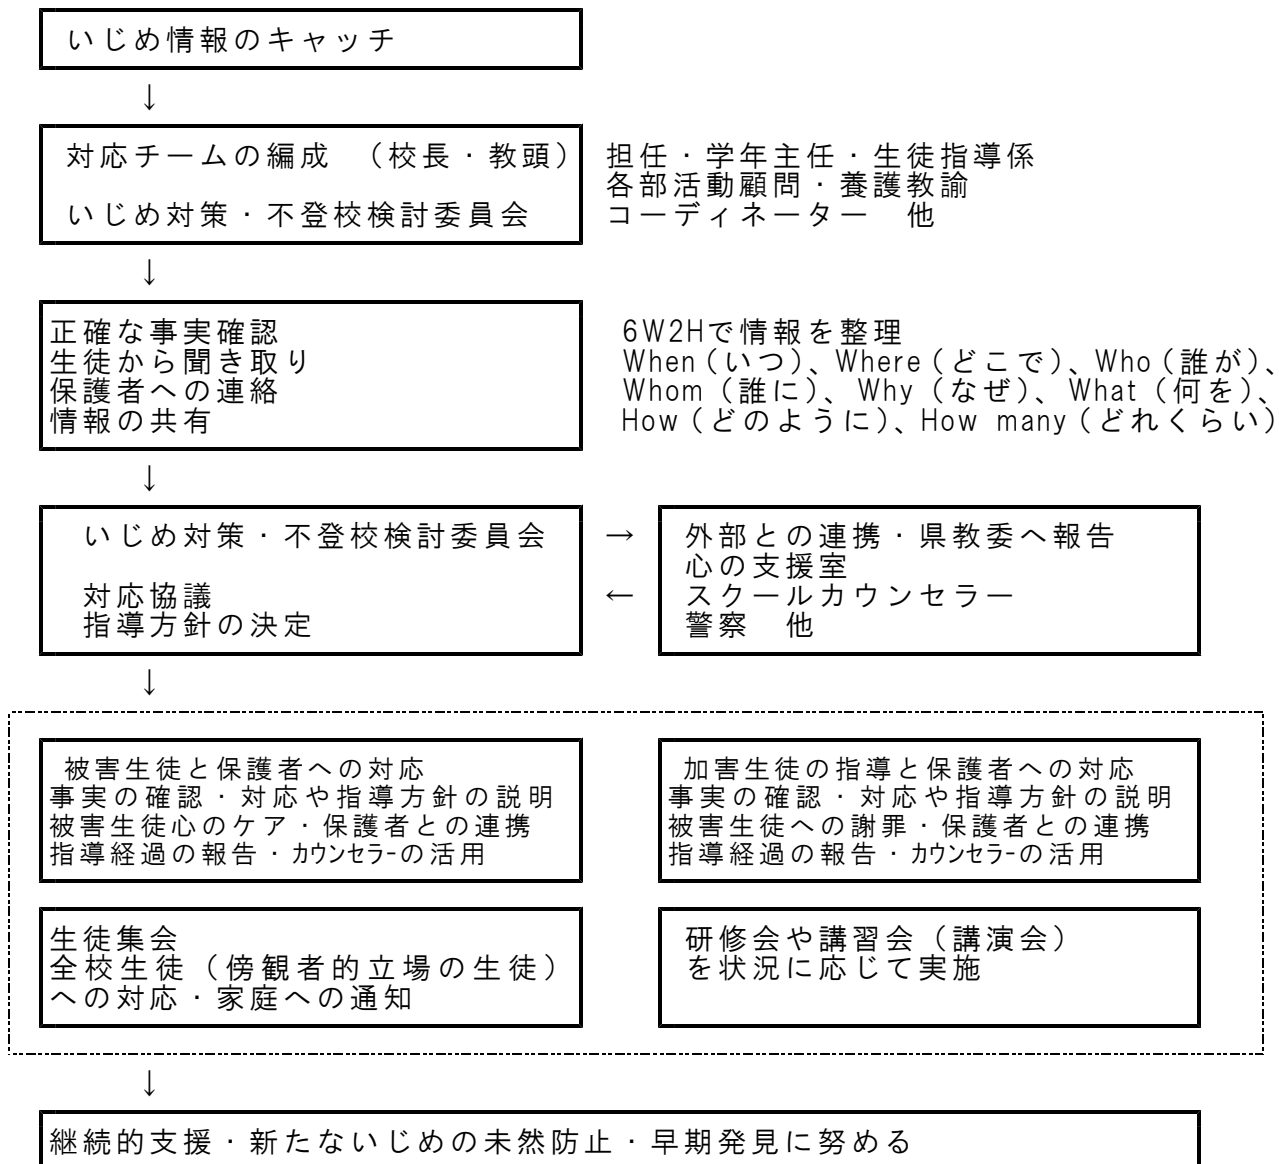 いじめ情報のキャッチ
↓
対応チームの編成　（校長・教頭）
いじめ対策・不登校検討委員会
担任・学年主任・生徒指導係
各部活動顧問・養護教諭
コーディネーター　他
↓
正確な事実確認
生徒から聞き取り
保護者への連絡
情報の共有
6W2Hで情報を整理
When（いつ）、Where（どこで）、Who（誰が）、
Whom（誰に）、Why（なぜ）、What（何を）、
How（どのように）、How many（どれくらい）
↓
いじめ対策・不登校検討委員会
対応協議
指導方針の決定
→
←
外部との連携・県教委へ報告
心の支援室
スクールカウンセラー
警察　他
↓
被害生徒と保護者への対応
事実の確認・対応や指導方針の説明
被害生徒心のケア・保護者との連携
指導経過の報告・カウンセラーの活用
加害生徒の指導と保護者への対応
事実の確認・対応や指導方針の説明
被害生徒への謝罪・保護者との連携
指導経過の報告・カウンセラーの活用
生徒集会
全校生徒（傍観者的立場の生徒）
への対応・家庭への通知
研修会や講習会（講演会）
を状況に応じて実施
↓
継続的支援・新たないじめの未然防止・早期発見に努める